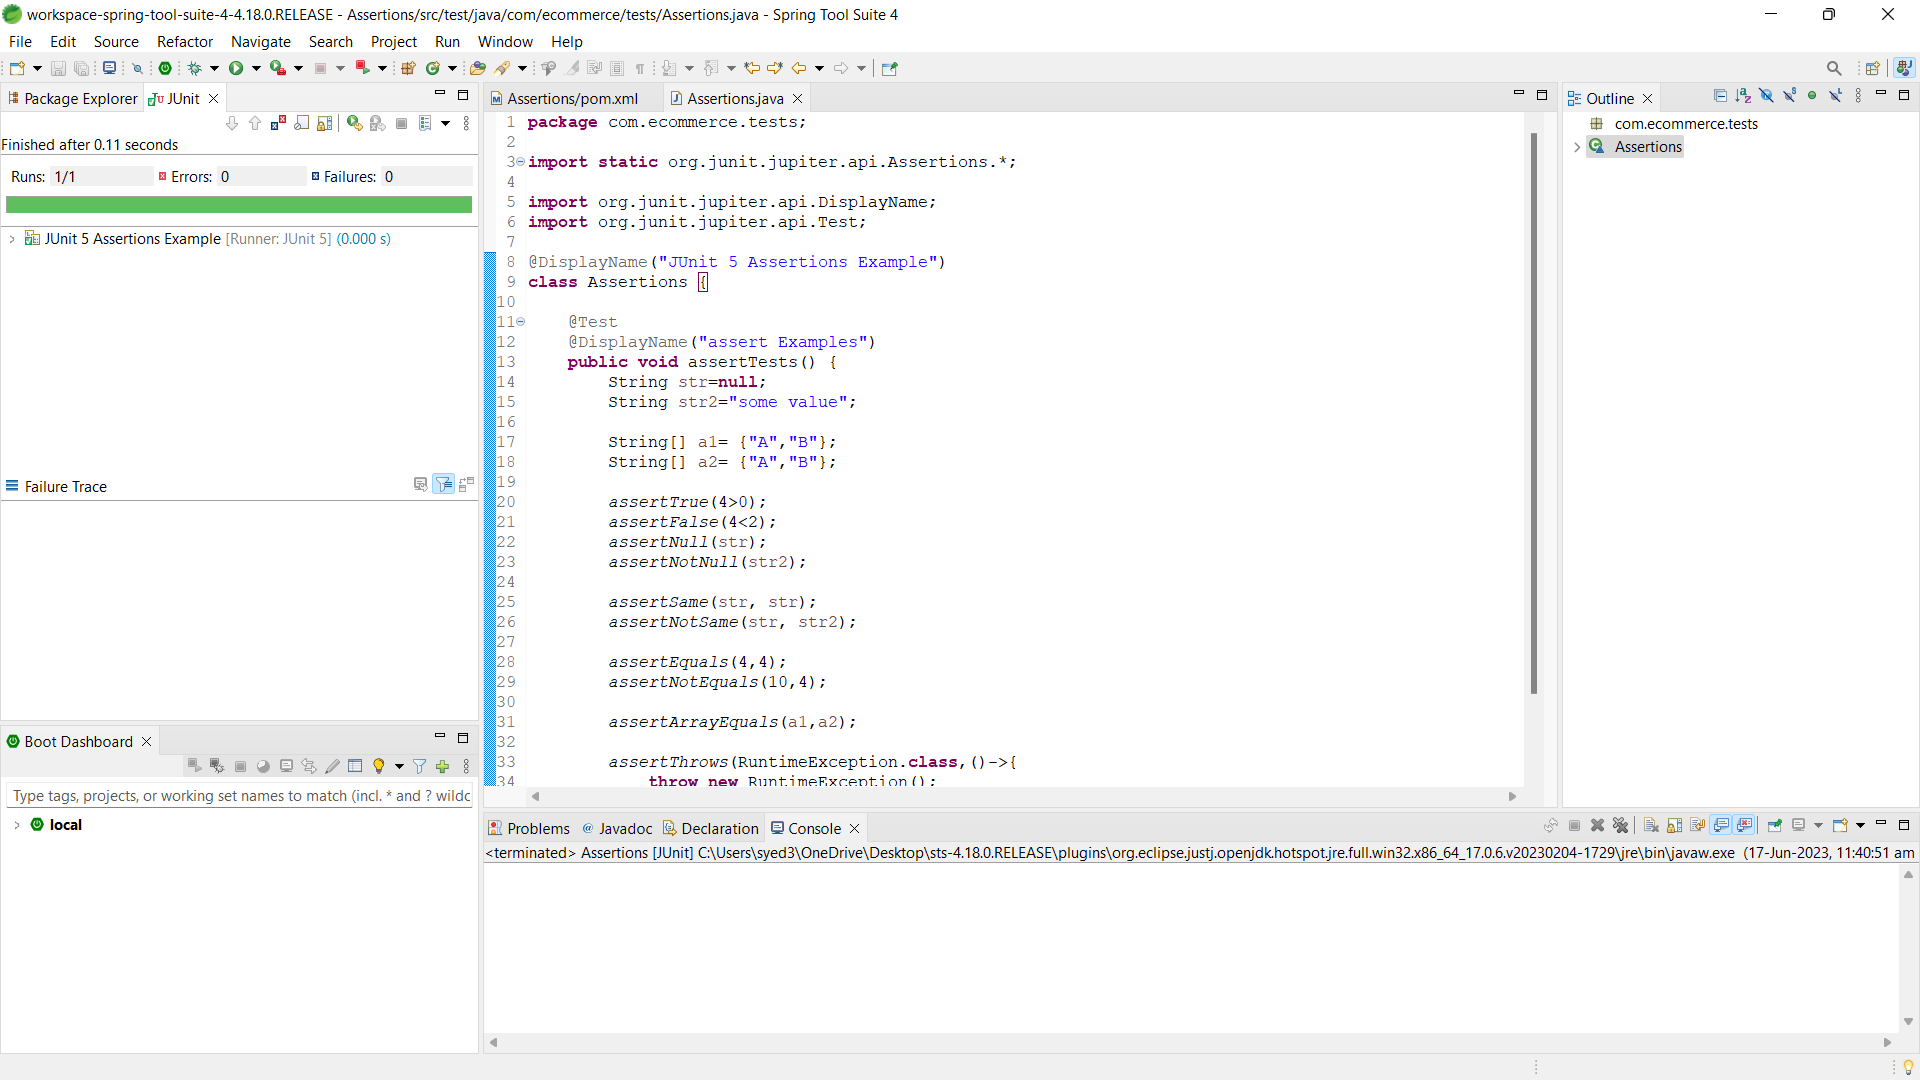 workspace-spring-tool-suite-4-4.18.0.RELEASE - Assertions/src/test/java/com/ecommerce/tests/Assertions.java - Spring Tool Suite 4
File Edit Source Refactor Navigate Search Project Run Window Help
Package Explorer JUnit
Finished after 0.11 seconds
Runs: 1/1 Errors: 0 Failures: 0
JUnit 5 Assertions Example [Runner: JUnit 5] (0.000 s)
Failure Trace
Boot Dashboard
Type tags, projects, or working set names to match (incl. * and ? wildc
local
Assertions/pom.xml Assertions.java
1 package com.ecommerce.tests;
2
3 import static org.junit.jupiter.api.Assertions.*;
4
5 import org.junit.jupiter.api.DisplayName;
6 import org.junit.jupiter.api.Test;
7
8 @DisplayName("JUnit 5 Assertions Example")
9 class Assertions {
10
11 @Test
12 @DisplayName("assert Examples")
13 public void assertTests() {
14 String str=null;
15 String str2="some value";
16
17 String[] a1= {"A","B"};
18 String[] a2= {"A","B"};
19
20 assertTrue(4>0);
21 assertFalse(4<2);
22 assertNull(str);
23 assertNotNull(str2);
24
25 assertSame(str, str);
26 assertNotSame(str, str2);
27
28 assertEquals(4,4);
29 assertNotEquals(10,4);
30
31 assertArrayEquals(a1,a2);
32
33 assertThrows(RuntimeException.class,()->{
34 throw new RuntimeException();
Outline
com.ecommerce.tests
Assertions
Problems Javadoc Declaration Console
<terminated> Assertions [JUnit] C:\Users\syed3\OneDrive\Desktop\sts-4.18.0.RELEASE\plugins\org.eclipse.justj.openjdk.hotspot.jre.full.win32.x86_64_17.0.6.v20230204-1729\jre\bin\javaw.exe (17-Jun-2023, 11:40:51 am